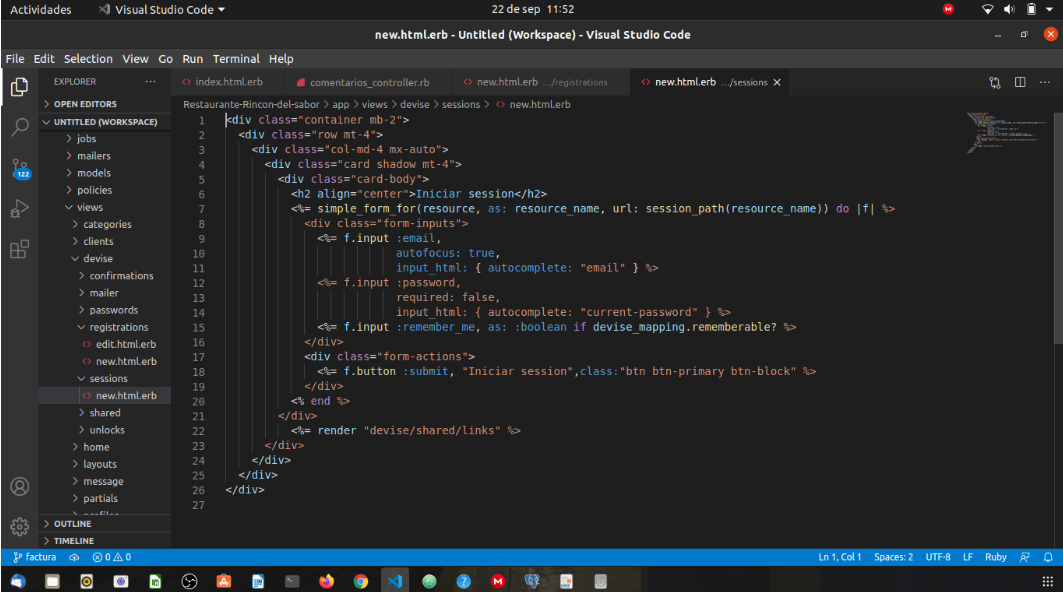 Actividades Visual Studio Code 22 de sep 11:52
new.html.erb - Untitled (Workspace) - Visual Studio Code
File Edit Selection View Go Run Terminal Help
EXPLORER ··· index.html.erb comentarios_controller.rb new.html.erb .../registrations new.html.erb .../sessions
OPEN EDITORS
Restaurante-Rincon-del-sabor > app > views > devise > sessions > new.html.erb
UNTITLED (WORKSPACE)
jobs
mailers
models
policies
views
categories
clients
devise
confirmations
mailer
passwords
registrations
edit.html.erb
new.html.erb
sessions
new.html.erb
shared
unlocks
home
layouts
message
partials
OUTLINE
TIMELINE
122
1 <div class="container mb-2">
2 <div class="row mt-4">
3 <div class="col-md-4 mx-auto">
4 <div class="card shadow mt-4">
5 <div class="card-body">
6 <h2 align="center">Iniciar session</h2>
7 <%= simple_form_for(resource, as: resource_name, url: session_path(resource_name)) do |f| %>
8 <div class="form-inputs">
9 <%= f.input :email,
10 autofocus: true,
11 input_html: { autocomplete: "email" } %>
12 <%= f.input :password,
13 required: false,
14 input_html: { autocomplete: "current-password" } %>
15 <%= f.input :remember_me, as: :boolean if devise_mapping.rememberable? %>
16 </div>
17 <div class="form-actions">
18 <%= f.button :submit, "Iniciar session",class:"btn btn-primary btn-block" %>
19 </div>
20 <% end %>
21 </div>
22 <%= render "devise/shared/links" %>
23 </div>
24 </div>
25 </div>
26 </div>
27
factura 0 0 Ln 1, Col 1 Spaces: 2 UTF-8 LF Ruby